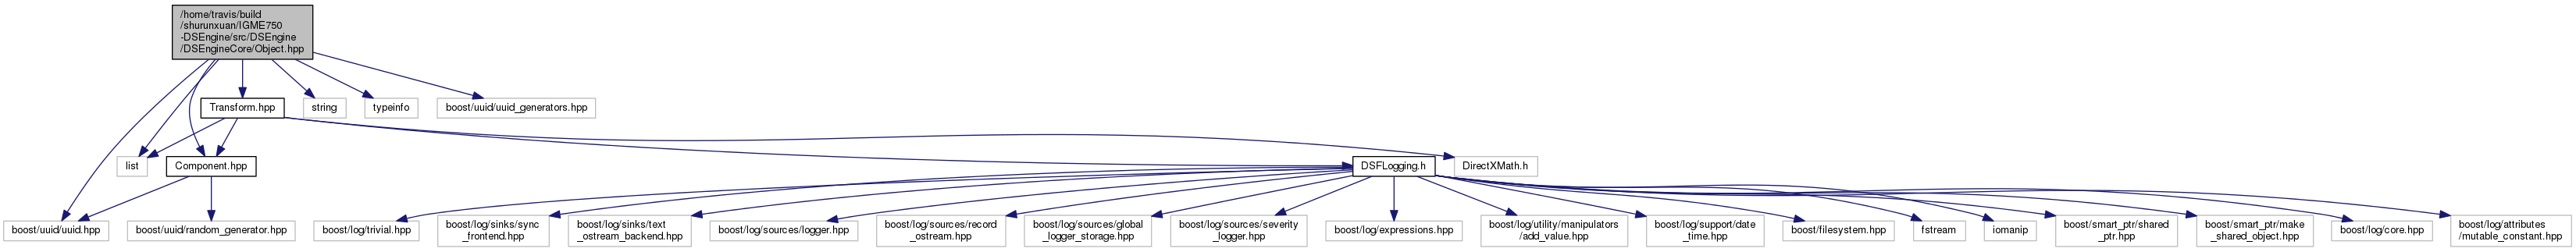 /home/travis/build
/shurunxuan/IGME750
-DSEngine/src/DSEngine
/DSEngineCore/Object.hpp
Transform.hpp
string
typeinfo
boost/uuid/uuid_generators.hpp
list
Component.hpp
DSFLogging.h
DirectXMath.h
boost/uuid/uuid.hpp
boost/uuid/random_generator.hpp
boost/log/trivial.hpp
boost/log/sinks/sync
_frontend.hpp
boost/log/sinks/text
_ostream_backend.hpp
boost/log/sources/logger.hpp
boost/log/sources/record
_ostream.hpp
boost/log/sources/global
_logger_storage.hpp
boost/log/sources/severity
_logger.hpp
boost/log/expressions.hpp
boost/log/utility/manipulators
/add_value.hpp
boost/log/support/date
_time.hpp
boost/filesystem.hpp
fstream
iomanip
boost/smart_ptr/shared
_ptr.hpp
boost/smart_ptr/make
_shared_object.hpp
boost/log/core.hpp
boost/log/attributes
/mutable_constant.hpp